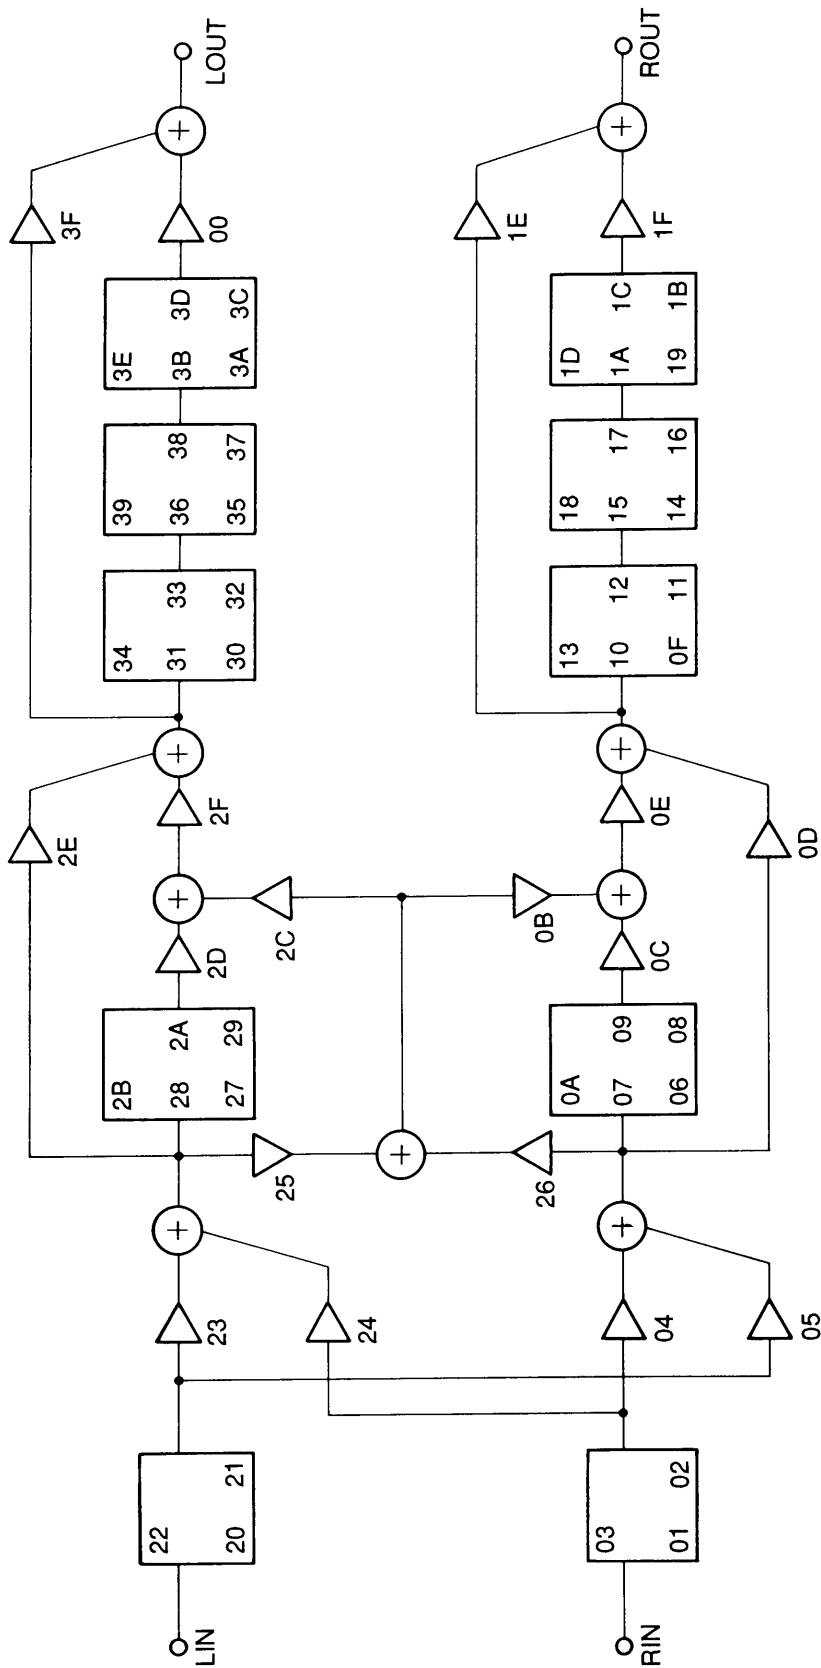 2E 3F
2B 34 39 3E
22
+ 28 2A + + 31 33 36 38 3B 3D +
LIN 20 21 23 27 29 2D 2F 30 32 35 37 3A 3C 00 LOUT
25 2C
24
+
1E
26 0B
0A 13 18 1D
03
+ 07 09 + + 10 12 15 17 1A 1C +
RIN 01 02 04 06 08 0C 0E 0F 11 14 16 19 1B 1F ROUT
05 0D